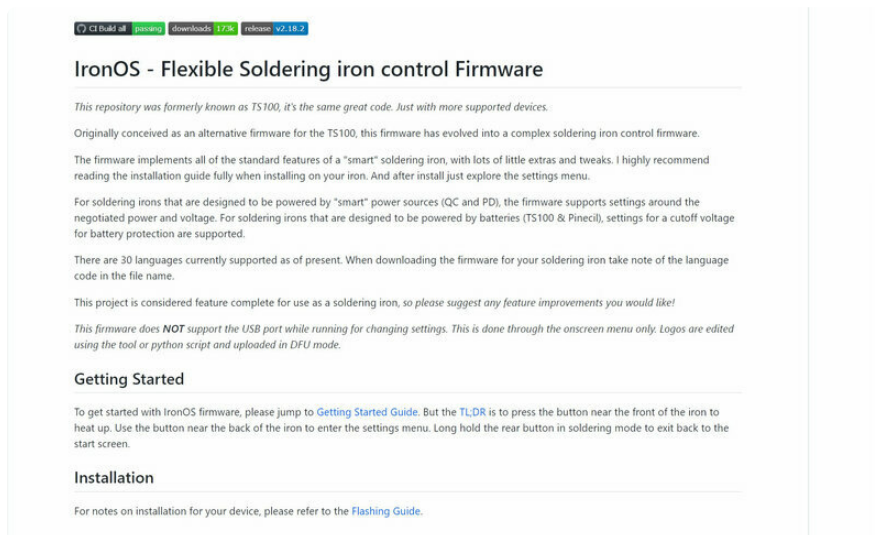 CI Build all passing downloads 173k release v2.18.2
IronOS - Flexible Soldering iron control Firmware
This repository was formerly known as TS100, it's the same great code. Just with more supported devices.
Originally conceived as an alternative firmware for the TS100, this firmware has evolved into a complex soldering iron control firmware.
The firmware implements all of the standard features of a "smart" soldering iron, with lots of little extras and tweaks. I highly recommend
reading the installation guide fully when installing on your iron. And after install just explore the settings menu.
For soldering irons that are designed to be powered by "smart" power sources (QC and PD), the firmware supports settings around the
negotiated power and voltage. For soldering irons that are designed to be powered by batteries (TS100 & Pinecil), settings for a cutoff voltage
for battery protection are supported.
There are 30 languages currently supported as of present. When downloading the firmware for your soldering iron take note of the language
code in the file name.
This project is considered feature complete for use as a soldering iron, so please suggest any feature improvements you would like!
This firmware does NOT support the USB port while running for changing settings. This is done through the onscreen menu only. Logos are edited
using the tool or python script and uploaded in DFU mode.
Getting Started
To get started with IronOS firmware, please jump to Getting Started Guide. But the TL;DR is to press the button near the front of the iron to
heat up. Use the button near the back of the iron to enter the settings menu. Long hold the rear button in soldering mode to exit back to the
start screen.
Installation
For notes on installation for your device, please refer to the Flashing Guide.